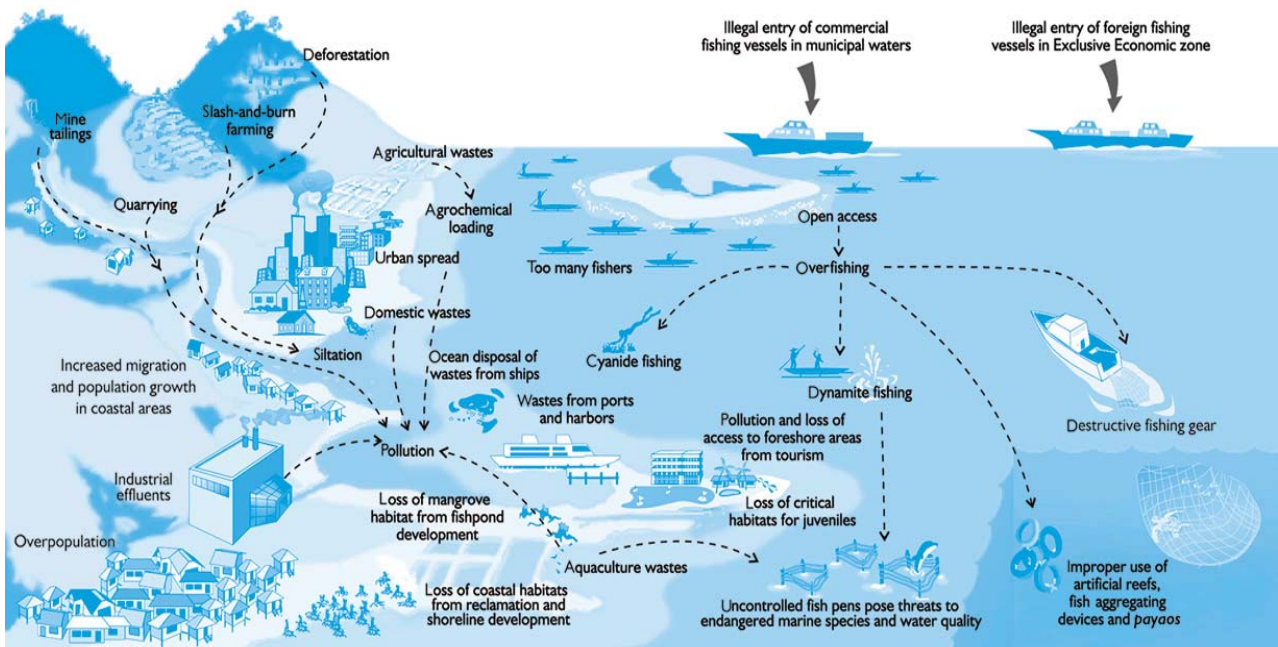 Illegal entry of commercial
fishing vessels in municipal waters
Illegal entry of foreign fishing
vessels in Exclusive Economic zone
Deforestation
Mine
tailings
Slash-and-burn
farming
Agricultural wastes
Quarrying
Agrochemical
loading
Open access
Urban spread
Too many fishers
Overfishing
Domestic wastes
Siltation
Ocean disposal of
wastes from ships
Cyanide fishing
Increased migration
and population growth
in coastal areas
Dynamite fishing
Wastes from ports
and harbors
Destructive fishing gear
Pollution and loss of
access to foreshore areas
from tourism
Pollution
Industrial
effluents
Loss of mangrove
habitat from fishpond
development
Loss of critical
habitats for juveniles
Overpopulation
Aquaculture wastes
Improper use of
artificial reefs,
fish aggregating
devices and payaos
Loss of coastal habitats
from reclamation and
shoreline development
Uncontrolled fish pens pose threats to
endangered marine species and water quality